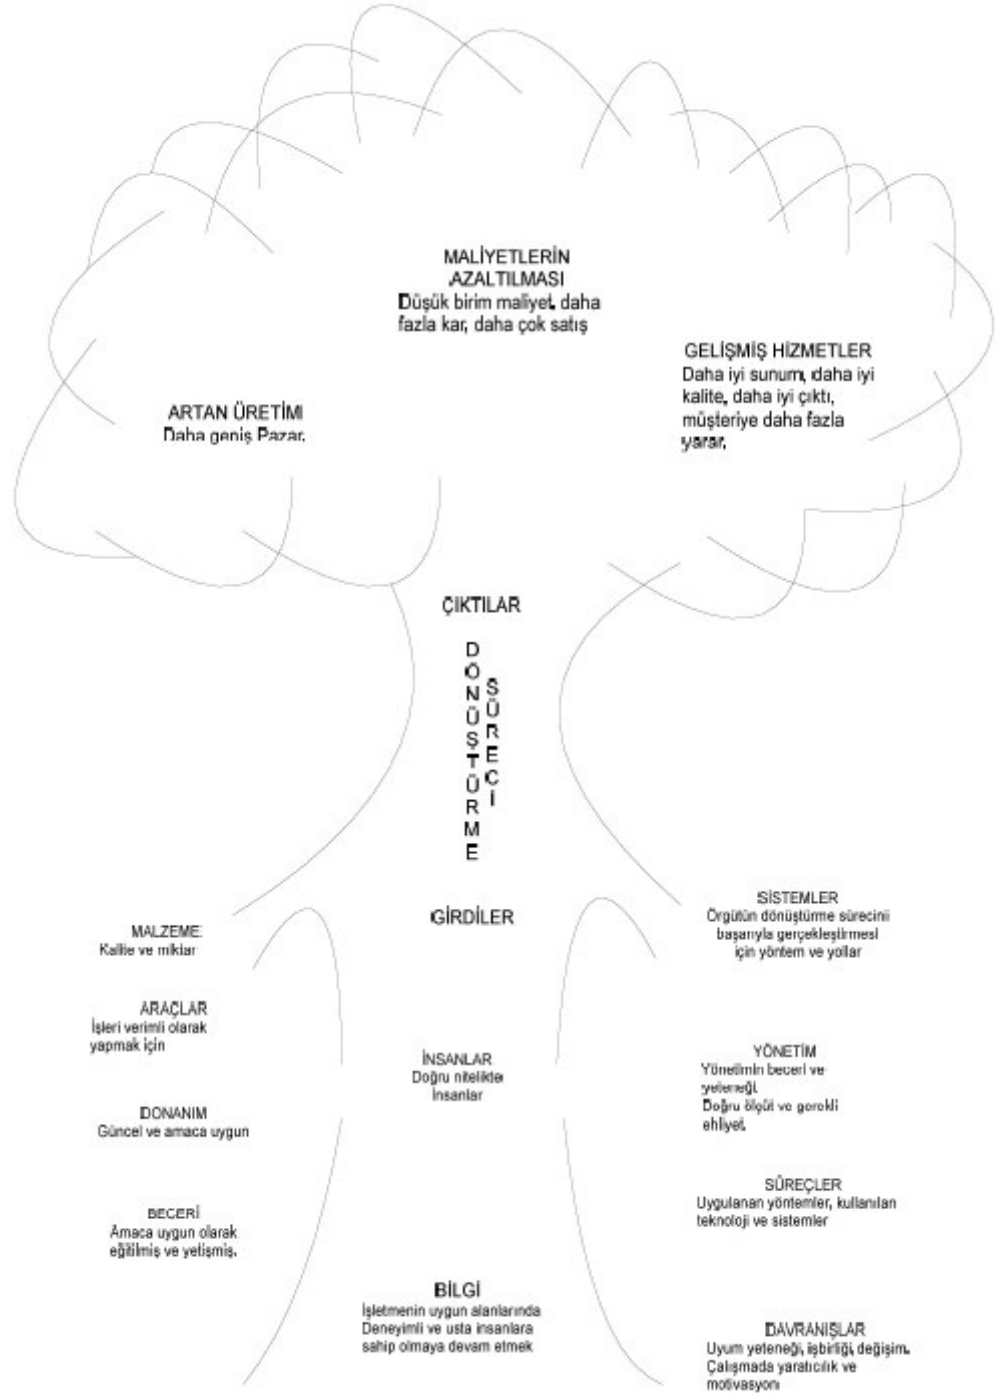 MALİYETLERİN
AZALTILMASI
Düşük birim maliyet, daha
fazla kar, daha çok satış
GELİŞMİŞ HİZMETLER
Daha iyi sunum, daha iyi
kalite, daha iyi çıktı,
müşteriye daha fazla
yarar.
ARTAN ÜRETİM
Daha geniş Pazar.
ÇIKTILAR
DÖNÜŞTÜRME
SÜRECİ
GİRDİLER
MALZEME
Kalite ve miktar
ARAÇLAR
İşleri verimli olarak
yapmak için
DONANIM
Güncel ve amaca uygun
BECERİ
Amaca uygun olarak
eğitilmiş ve yetişmiş.
İNSANLAR
Doğru nitelikte
İnsanlar
BİLGİ
İşletmenin uygun alanlarında
Deneyimli ve usta insanlara
sahip olmaya devam etmek
SİSTEMLER
Örgütün dönüştürme sürecini
başarıyla gerçekleştirmesi
için yöntem ve yollar
YÖNETİM
Yönetimin beceri ve
yeteneği.
Doğru ölçüt ve gerekli
ehliyet.
SÜREÇLER
Uygulanan yöntemler, kullanılan
teknoloji ve sistemler
DAVRANIŞLAR
Uyum yeteneği, işbirliği, değişim.
Çalışmada yaratıcılık ve
motivasyon